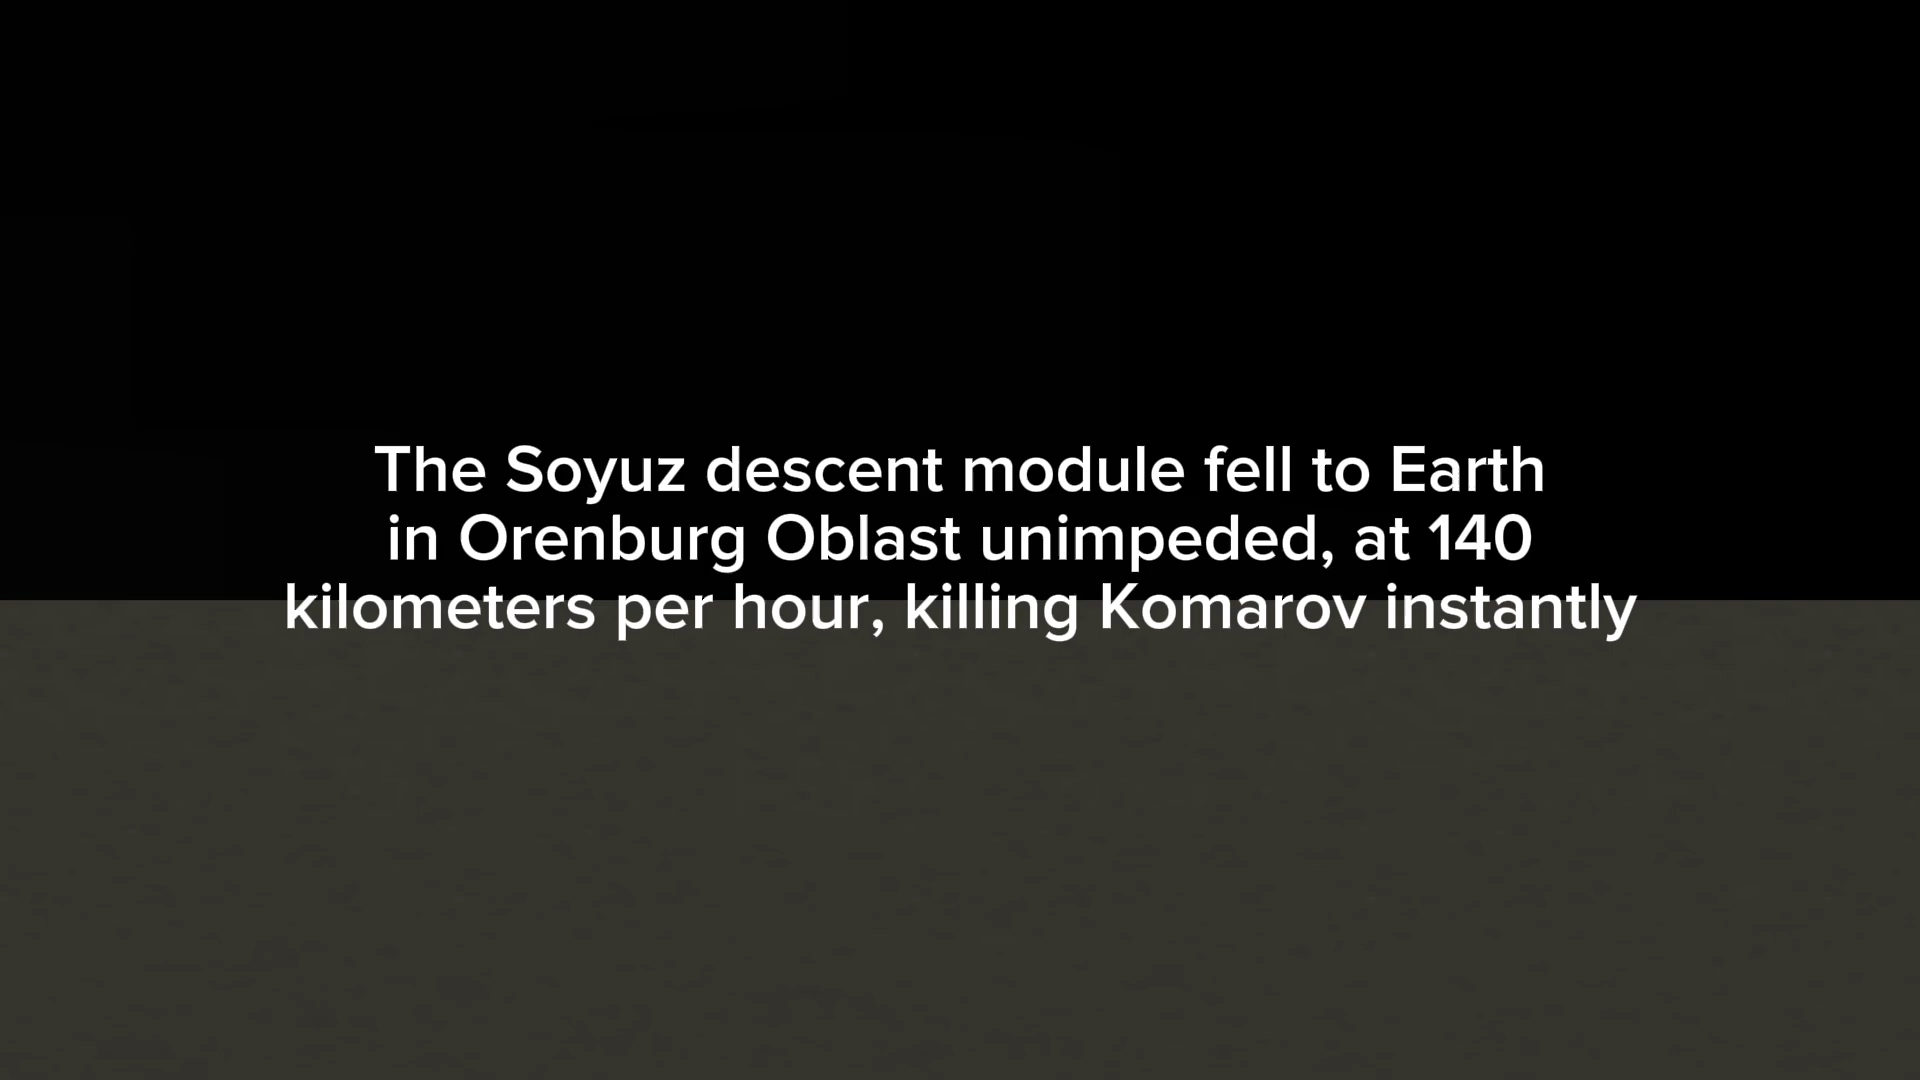 The Soyuz descent module fell to Earth
in Orenburg Oblast unimpeded, at 140
kilometers per hour, killing Komarov instantly